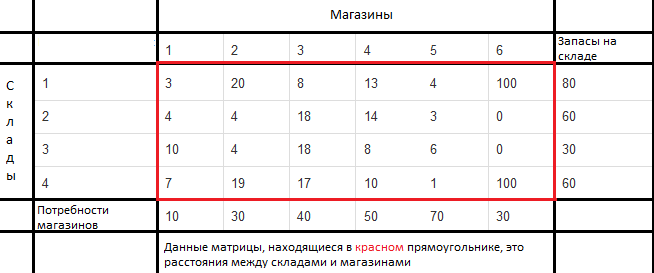 Магазины
1 2 3 4 5 6 Запасы на складе
Склады
1 3 20 8 13 4 100 80
2 4 4 18 14 3 0 60
3 10 4 18 8 6 0 30
4 7 19 17 10 1 100 60
Потребности магазинов 10 30 40 50 70 30
Данные матрицы, находящиеся в красном прямоугольнике, это
расстояния между складами и магазинами